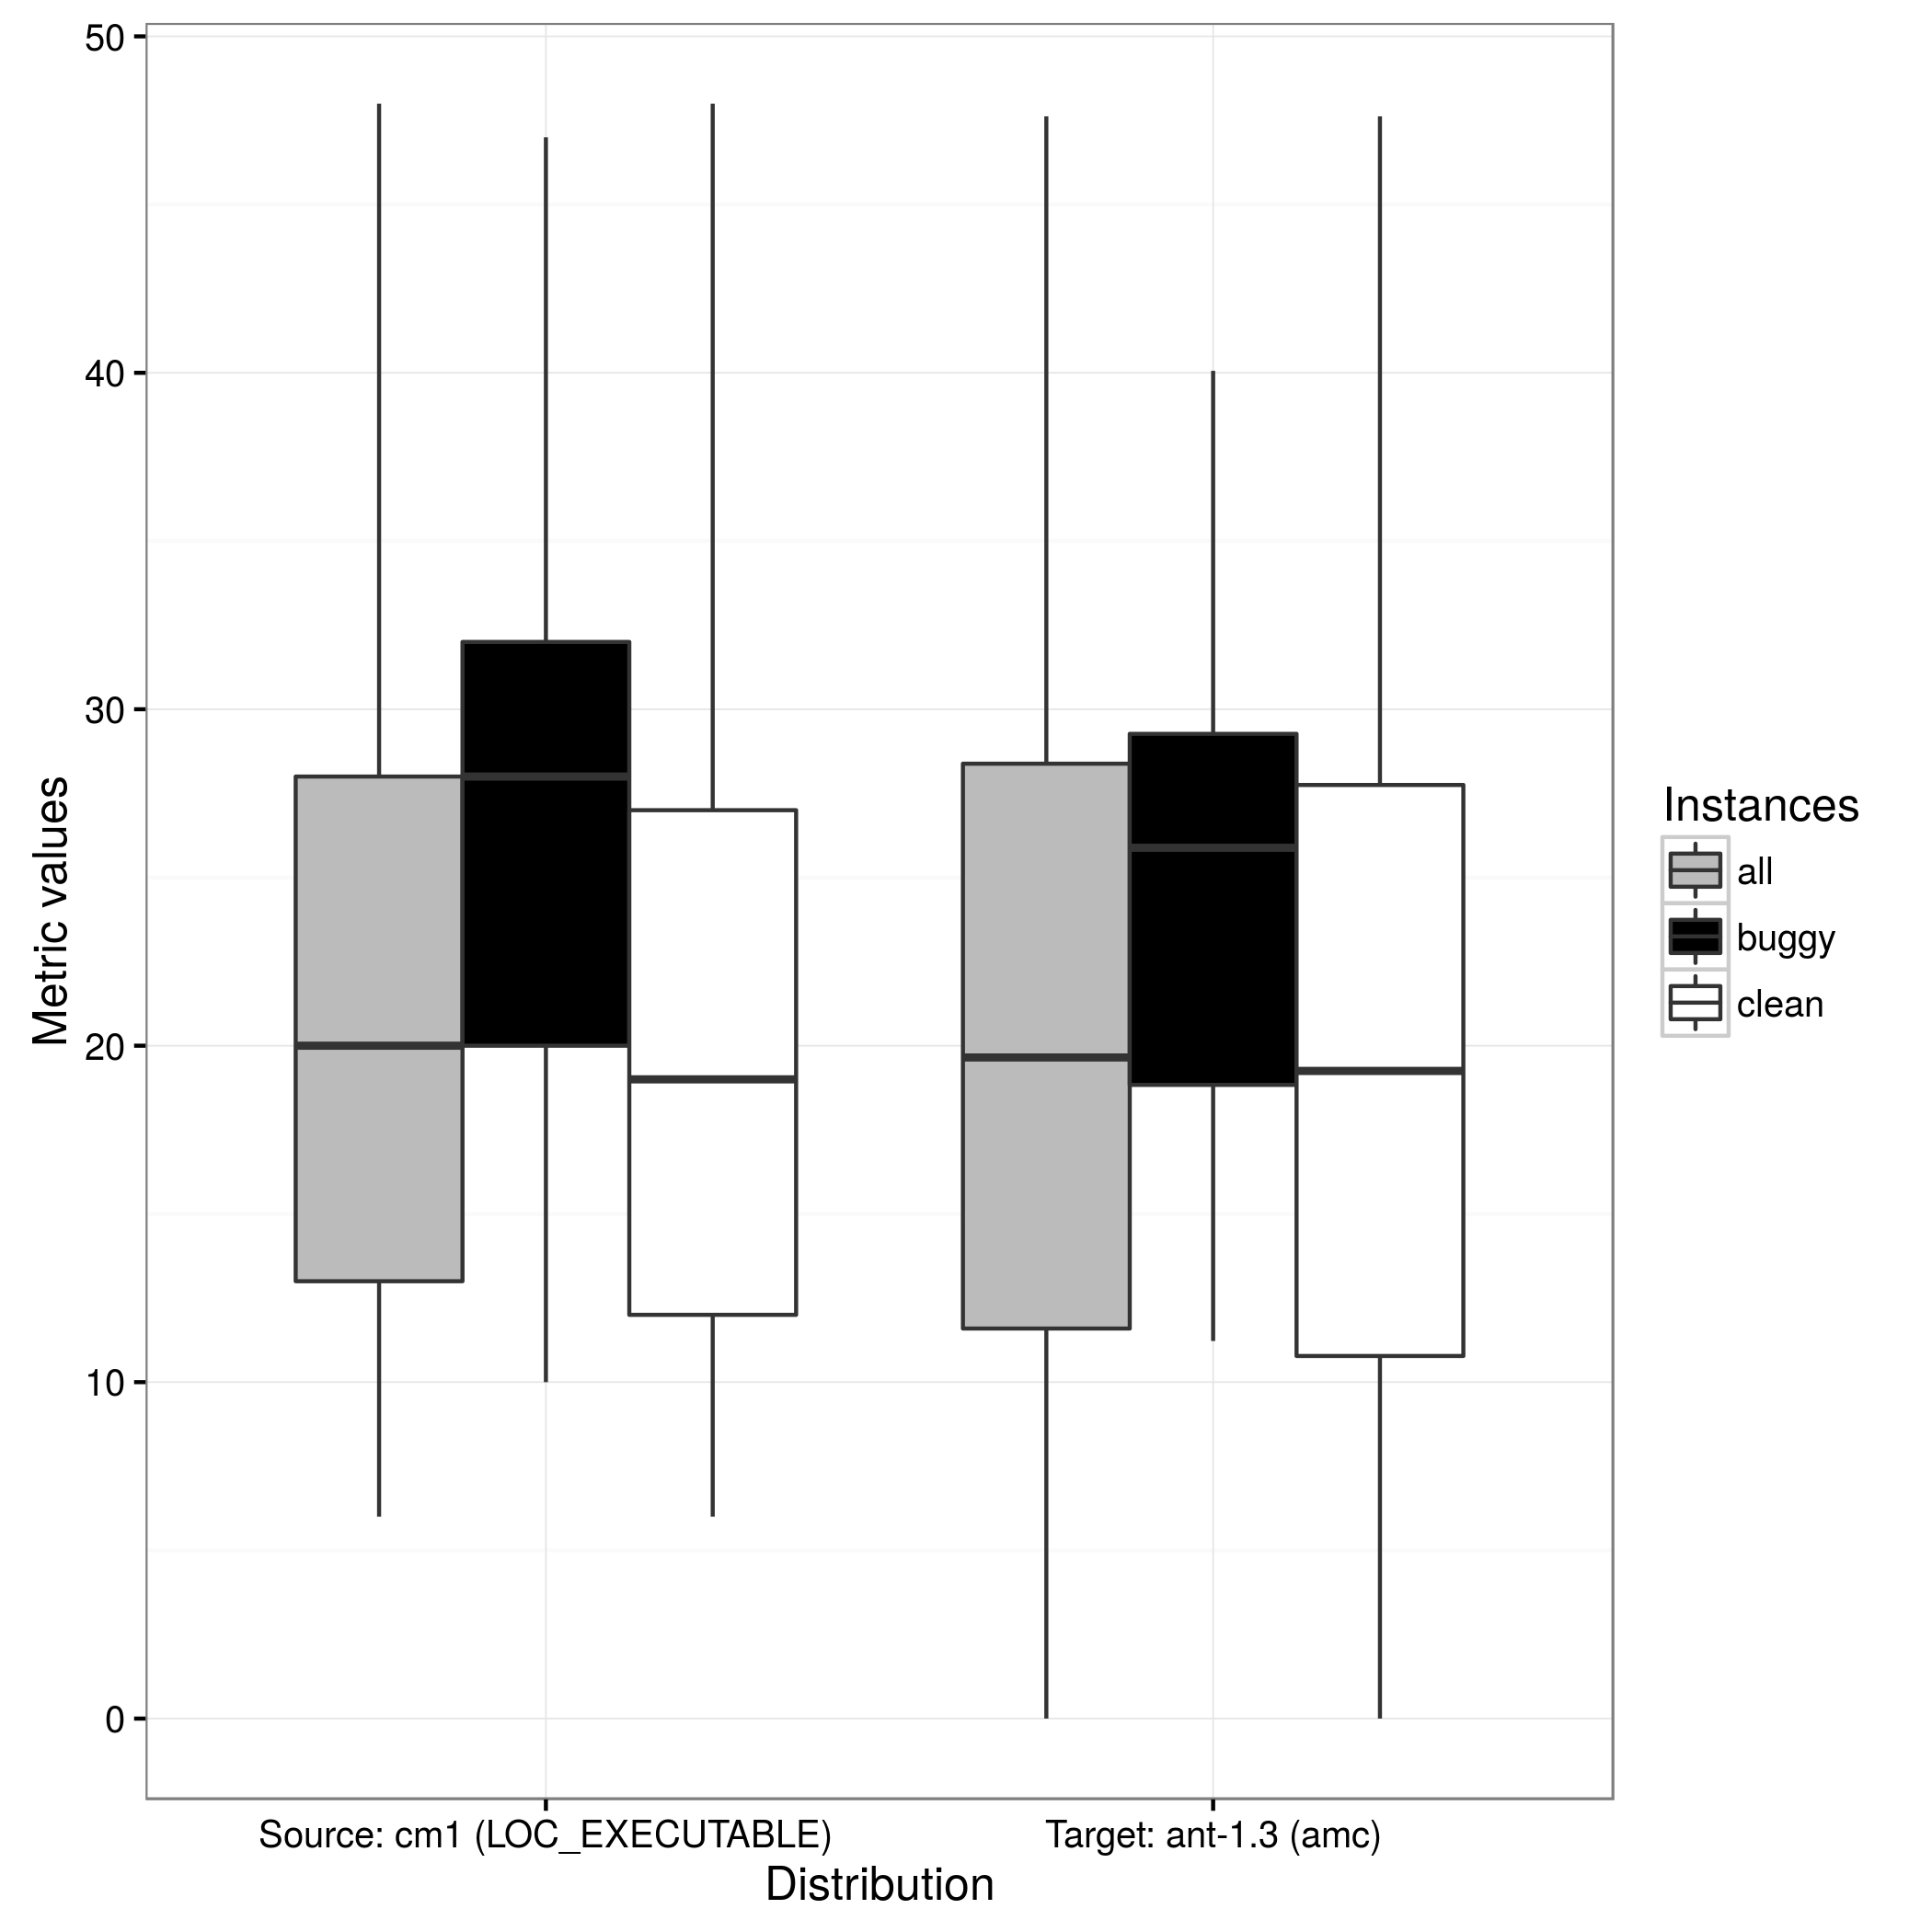 50
40
30
20
10
0
Metric values
Source: cm1 (LOC_EXECUTABLE)
Target: ant-1.3 (amc)
Distribution
Instances
all
buggy
clean